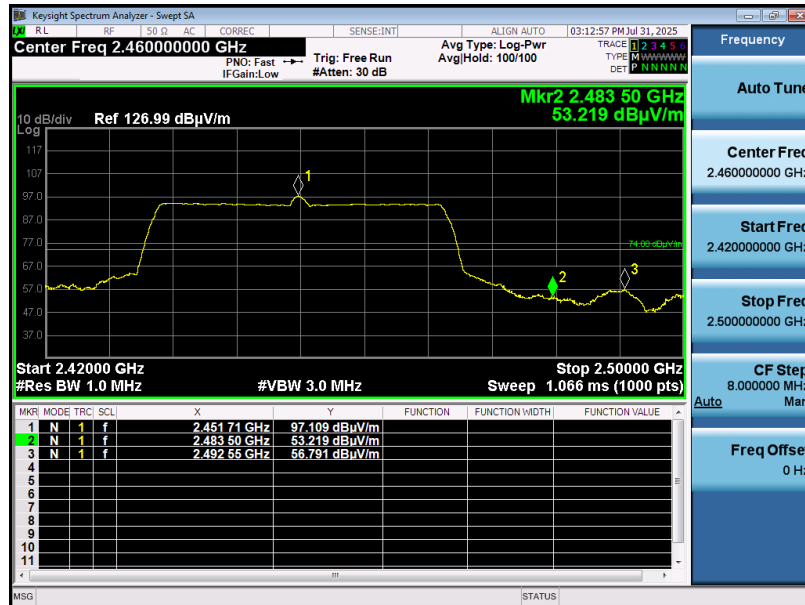 Keysight Spectrum Analyzer - Swept SA
RL RF 50 Ω AC CORREC SENSE:INT ALIGN AUTO 03:12:57 PM Jul 31, 2025
Center Freq 2.460000000 GHz
PNO: Fast
IFGain:Low
Trig: Free Run
#Atten: 30 dB
Avg Type: Log-Pwr
Avg|Hold: 100/100
TRACE 1 2 3 4 5 6
TYPE M WWWWW
DET P N N N N N
Mkr2 2.483 50 GHz
53.219 dBµV/m
10 dB/div Ref 126.99 dBµV/m
Log
117
107
97.0
87.0
77.0
67.0
57.0
47.0
37.0
1
74.00 dBµV/m
2
3
Start 2.42000 GHz Stop 2.50000 GHz
#Res BW 1.0 MHz #VBW 3.0 MHz Sweep 1.066 ms (1000 pts)
MKR MODE TRC SCL X Y FUNCTION FUNCTION WIDTH FUNCTION VALUE
1 N 1 f 2.451 71 GHz 97.109 dBµV/m
2 N 1 f 2.483 50 GHz 53.219 dBµV/m
3 N 1 f 2.492 55 GHz 56.791 dBµV/m
4
5
6
7
8
9
10
11
MSG STATUS
Frequency
Auto Tune
Center Freq
2.460000000 GHz
Start Freq
2.420000000 GHz
Stop Freq
2.500000000 GHz
CF Step
8.000000 MHz
Auto Man
Freq Offset
0 Hz